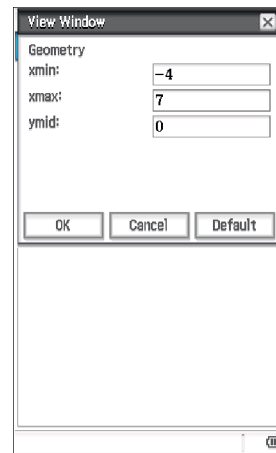 View Window
Geometry
xmin: −4
xmax: 7
ymid: 0
OK Cancel Default